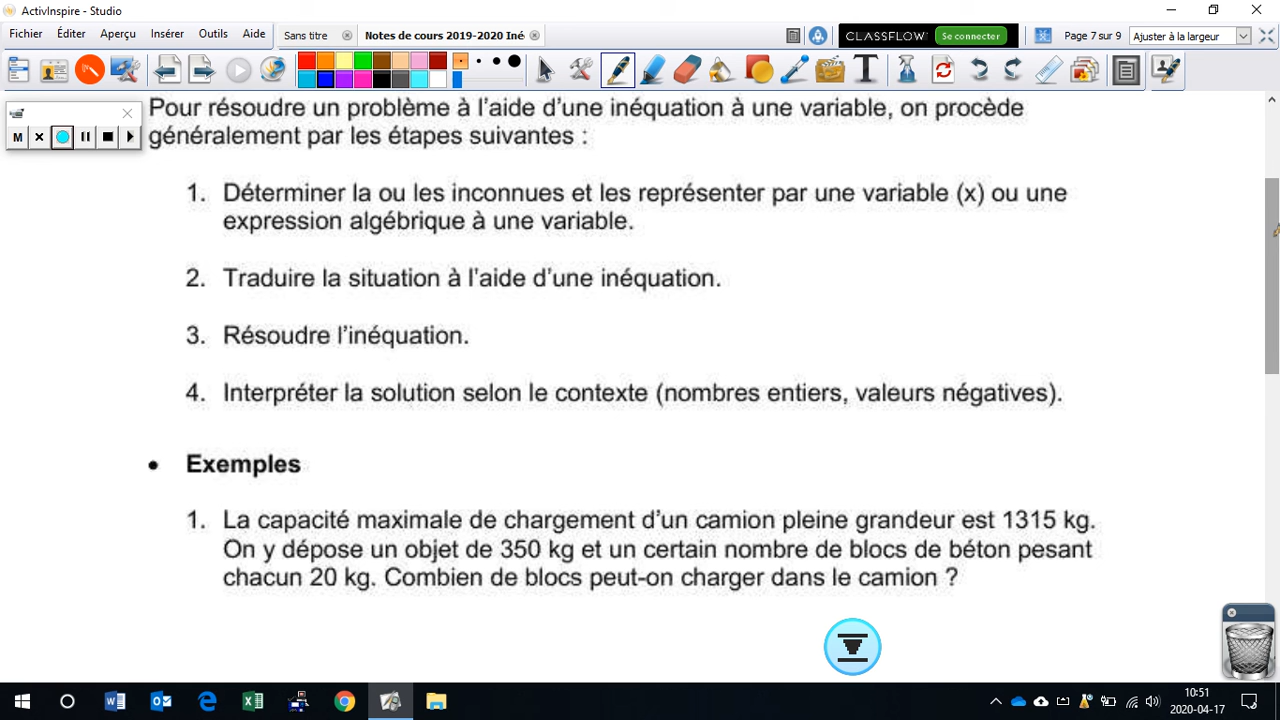 ActivInspire - Studio
Fichier Éditer Aperçu Insérer Outils Aide
Sans titre
Notes de cours 2019-2020 Iné
CLASSFLOW
Se connecter
Page 7 sur 9
Ajuster à la largeur
M
Pour résoudre un problème à l'aide d'une inéquation à une variable, on procède
généralement par les étapes suivantes :
1. Déterminer la ou les inconnues et les représenter par une variable (x) ou une
expression algébrique à une variable.
2. Traduire la situation à l'aide d'une inéquation.
3. Résoudre l'inéquation.
4. Interpréter la solution selon le contexte (nombres entiers, valeurs négatives).
• Exemples
1. La capacité maximale de chargement d'un camion pleine grandeur est 1315 kg.
On y dépose un objet de 350 kg et un certain nombre de blocs de béton pesant
chacun 20 kg. Combien de blocs peut-on charger dans le camion ?
10:51
2020-04-17